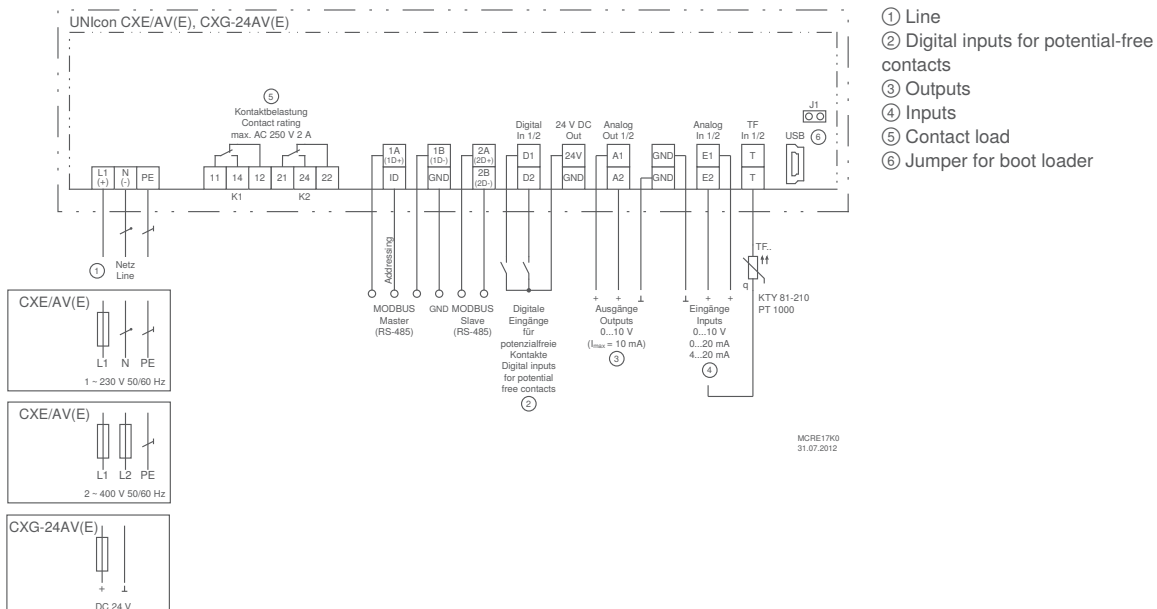 UNIcon CXE/AV(E), CXG-24AV(E)
① Line
② Digital inputs for potential-free
contacts
③ Outputs
④ Inputs
⑤ Contact load
⑥ Jumper for boot loader
⑤
Kontaktbelastung
Contact rating
max. AC 250 V 2 A
Digital
In 1/2
24 V DC
Out
Analog
Out 1/2
Analog
In 1/2
TF
In 1/2
J1
USB ⑥
L1
(+)
N
(-)
PE
11 14 12 21 24 22
K1 K2
1A
(1D+)
ID
1B
(1D-)
GND
2A
(2D+)
2B
(2D-)
D1
D2
24V
GND
A1
A2
GND
GND
E1
E2
T
T
①
Netz
Line
Addressing
MODBUS
Master
(RS-485)
GND
MODBUS
Slave
(RS-485)
Digitale
Eingänge
für
potenzialfreie
Kontakte
Digital inputs
for potential
free contacts
②
+ + ⊥
Ausgänge
Outputs
0...10 V
(Imax = 10 mA)
③
⊥ + +
Eingänge
Inputs
0...10 V
0...20 mA
4...20 mA
④
TF..
q
KTY 81-210
PT 1000
MCRE17K0
31.07.2012
CXE/AV(E)
L1 N PE
1 ~ 230 V 50/60 Hz
CXE/AV(E)
L1 L2 PE
2 ~ 400 V 50/60 Hz
CXG-24AV(E)
+ ⊥
DC 24 V